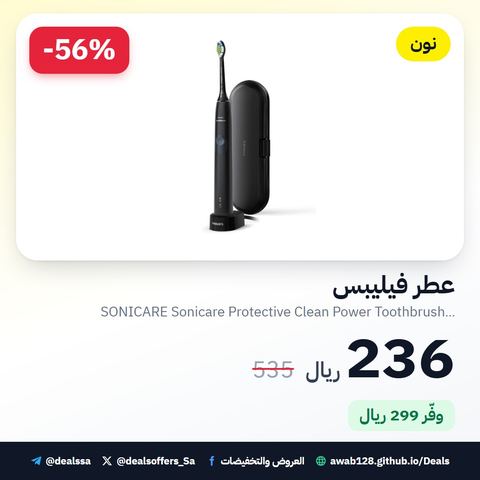 -56%
نون
عطر فيليبس
SONICARE Sonicare Protective Clean Power Toothbrush...
236 ريال 535
وفّر 299 ريال
@dealssa @dealsoffers_Sa العروض والتخفيضات awab128.github.io/Deals